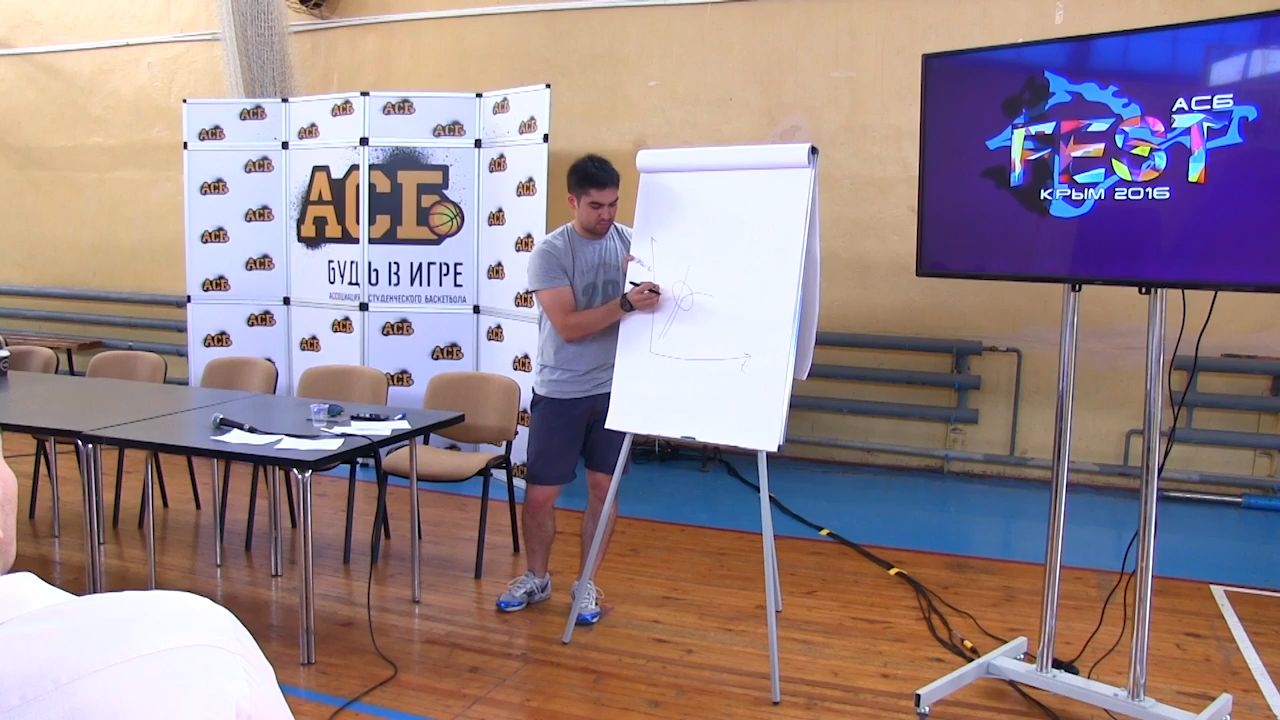 АСБ
БУДЬ В ИГРЕ
АССОЦИАЦИЯ СТУДЕНЧЕСКОГО БАСКЕТБОЛА
АСБ
FEST
КРЫМ 2016
t